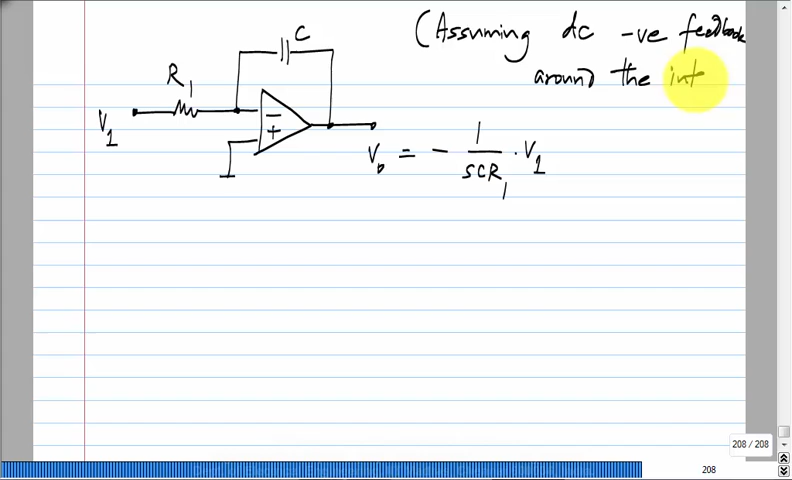 (Assuming dc -ve feedback
around the int
C
R1
V1
- +
Vo = - 1/sCR1 . V1
208 / 208
208